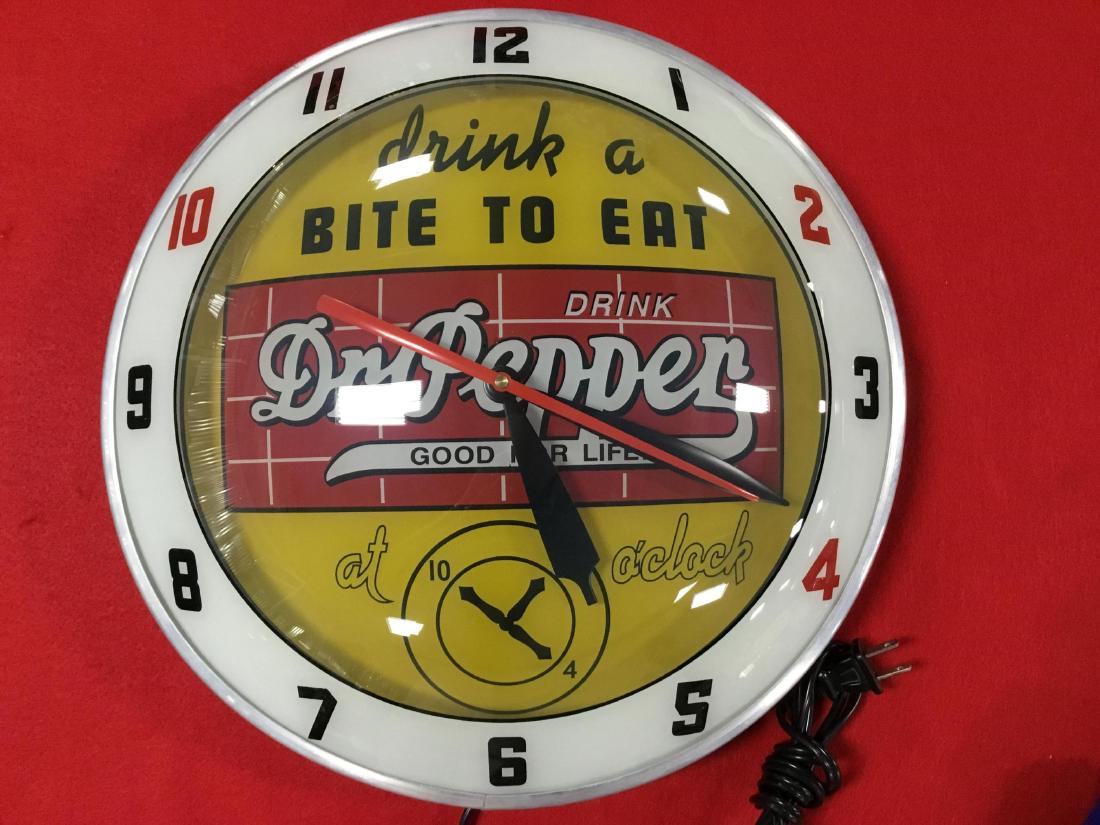 12
11
1
drink a
10
2
BITE TO EAT
DRINK
Dr Pepper
9
3
GOOD FOR LIFE
at
o'clock
10
4
8
4
7
5
6